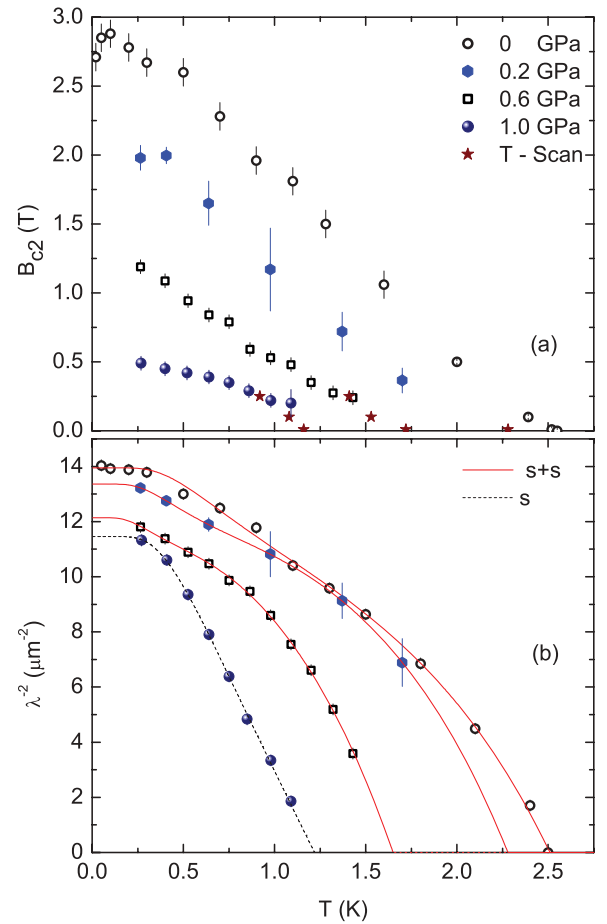 3.0
2.5
2.0
1.5
1.0
0.5
0.0
B_c2 (T)
0 GPa
0.2 GPa
0.6 GPa
1.0 GPa
T - Scan
(a)
14
12
10
8
6
4
2
0
λ⁻² (μm⁻²)
s+s
s
(b)
0.0 0.5 1.0 1.5 2.0 2.5
T (K)